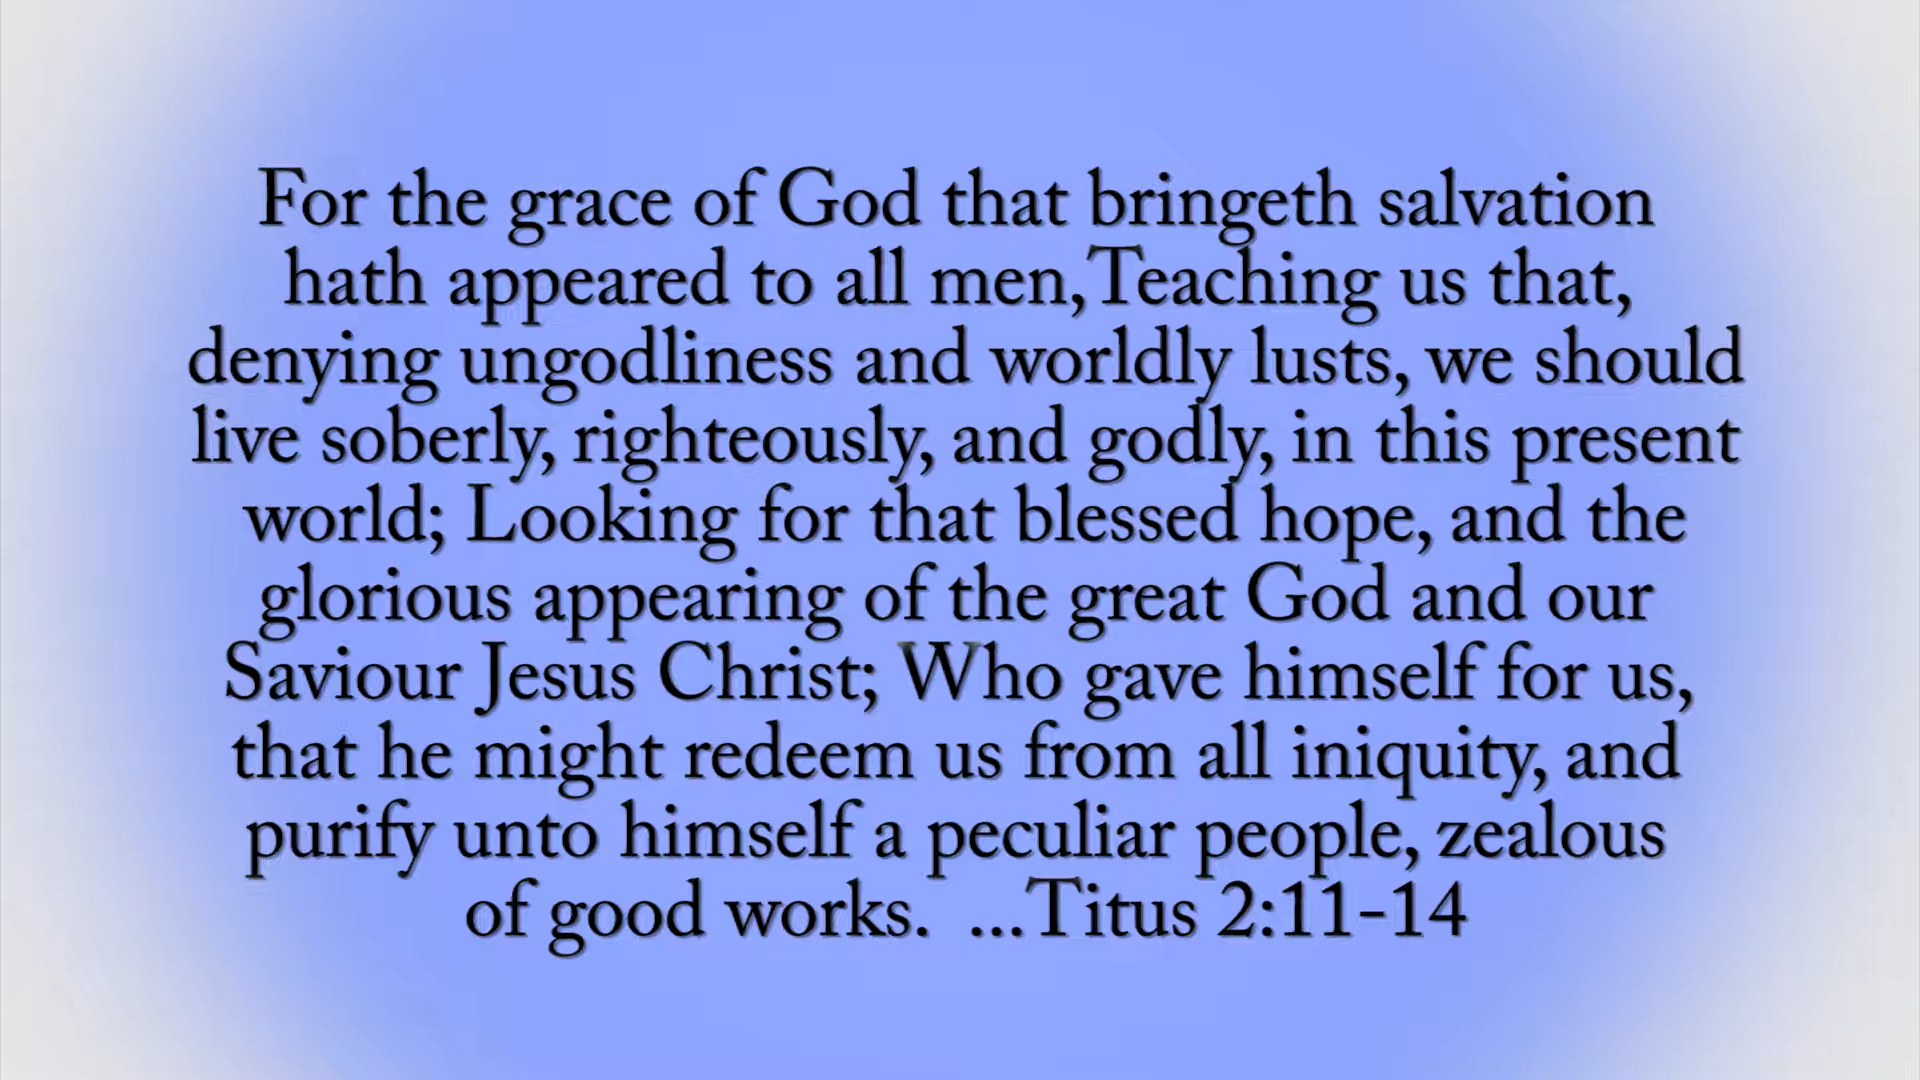 For the grace of God that bringeth salvation
hath appeared to all men,Teaching us that,
denying ungodliness and worldly lusts, we should
live soberly, righteously, and godly, in this present
world; Looking for that blessed hope, and the
glorious appearing of the great God and our
Saviour Jesus Christ; Who gave himself for us,
that he might redeem us from all iniquity, and
purify unto himself a peculiar people, zealous
of good works.  ...Titus 2:11-14